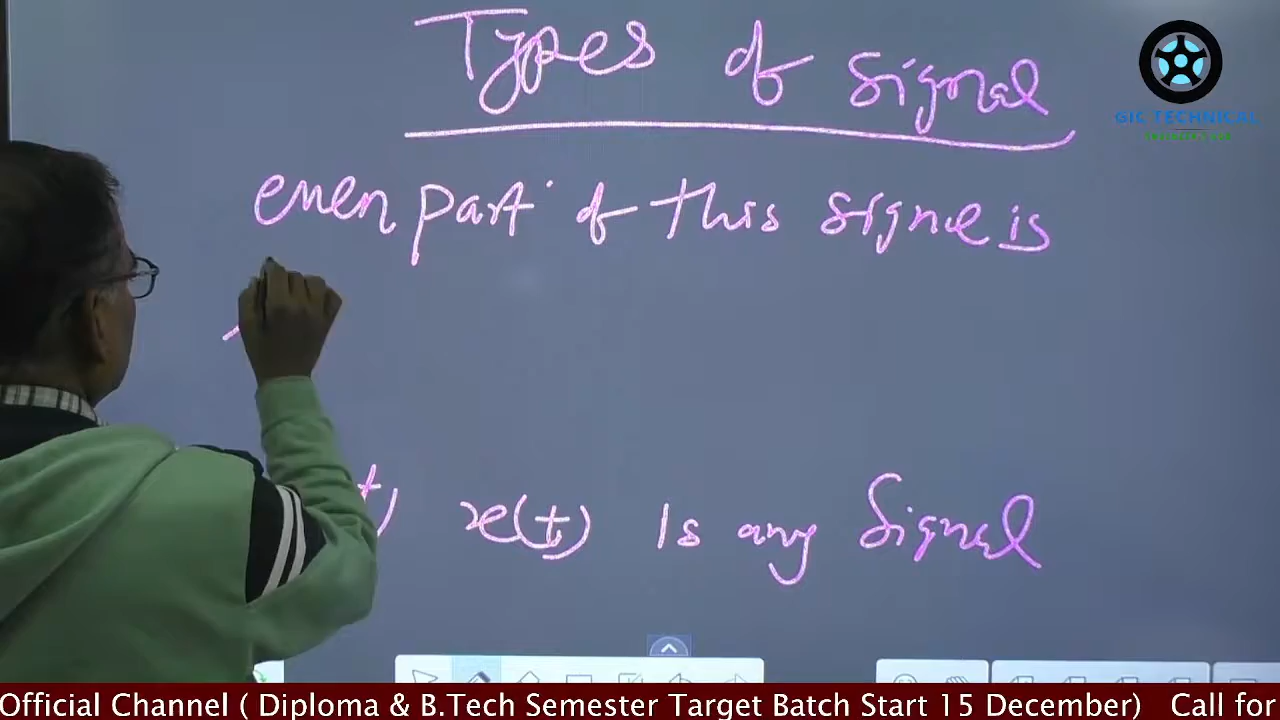 Types of Signal
GIC TECHNICAL
even part of this signel is
t) x(t) is any Signal
Official Channel ( Diploma & B.Tech Semester Target Batch Start 15 December) Call for